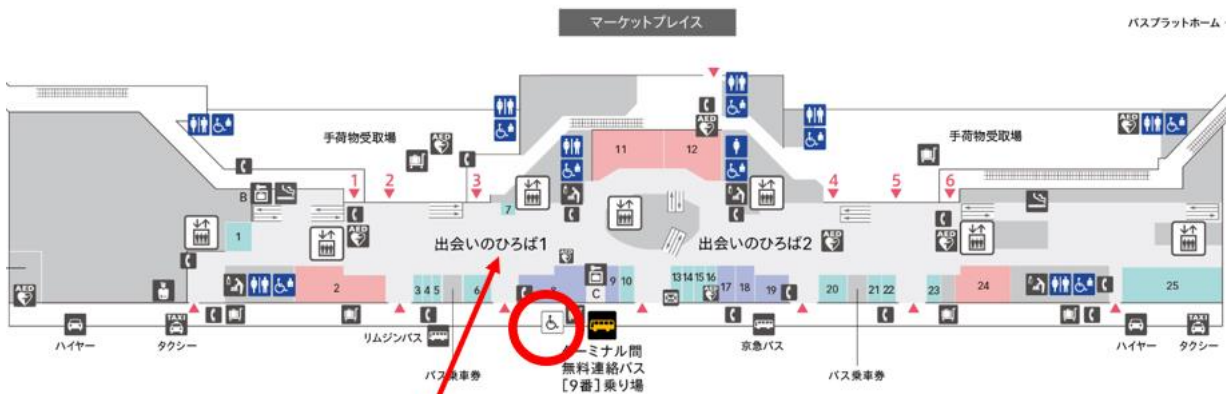 マーケットプレイス
バスプラットホーム
手荷物受取場
手荷物受取場
AED
AED
AED
11
12
1
2
3
4
5
6
B
AED
7
AED
AED
1
出会いのひろば1
出会いのひろば2
AED
2
3 4 5
6
8
C
9 10
13 14 15 16
17 18 19
20
21 22
23
24
25
AED
AED
ハイヤー
TAXI
タクシー
リムジンバス
バス乗車券
ターミナル間
無料連絡バス
[9番]乗り場
京急バス
バス乗車券
ハイヤー
TAXI
タクシー